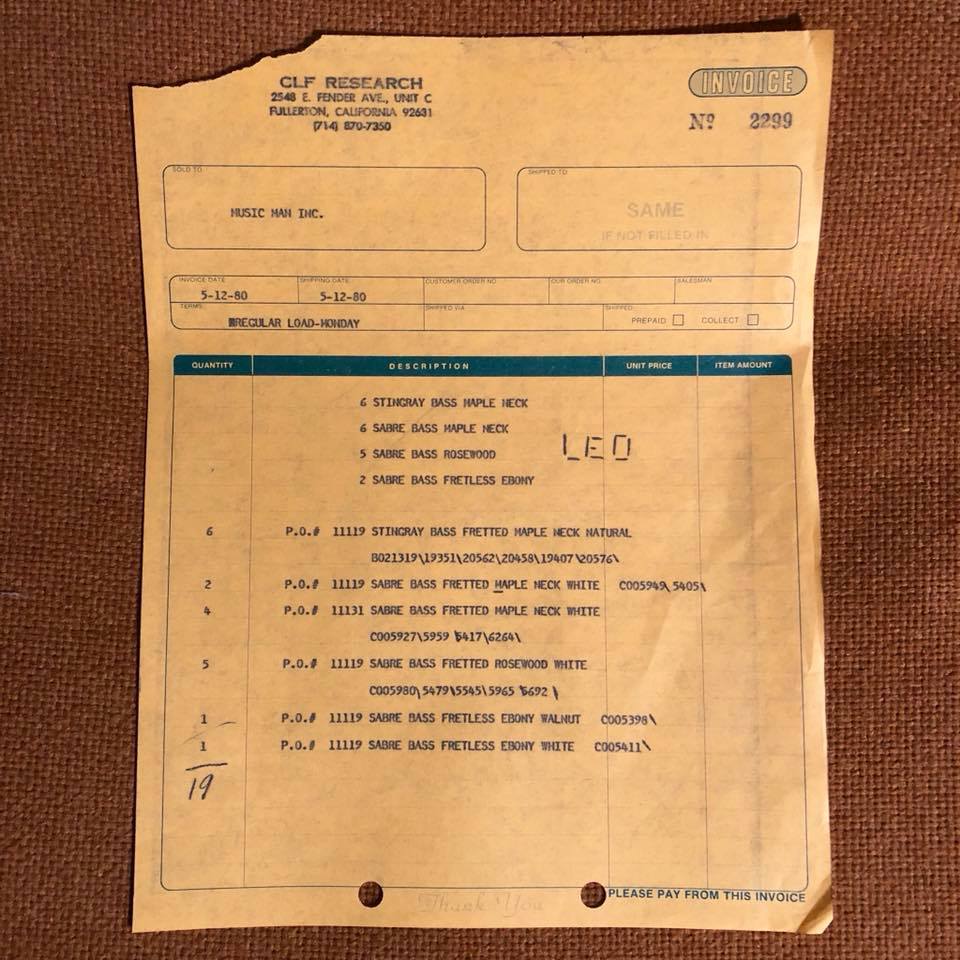 CLF RESEARCH
2548 E. FENDER AVE., UNIT C
FULLERTON, CALIFORNIA 92631
(714) 870-7350
INVOICE
Nº 2299
SOLD TO
MUSIC MAN INC.
SHIPPED TO
SAME
IF NOT FILLED IN
INVOICE DATE SHIPPING DATE CUSTOMER ORDER NO. OUR ORDER NO. SALESMAN
5-12-80 5-12-80
TERMS SHIPPED VIA SHIPPED
REGULAR LOAD-MONDAY PREPAID COLLECT
QUANTITY DESCRIPTION UNIT PRICE ITEM AMOUNT
6 STINGRAY BASS MAPLE NECK
6 SABRE BASS MAPLE NECK
LEO
5 SABRE BASS ROSEWOOD
2 SABRE BASS FRETLESS EBONY
6 P.O.# 11119 STINGRAY BASS FRETTED MAPLE NECK NATURAL
B021319\19351\20562\20458\19407\20576\
2 P.O.# 11119 SABRE BASS FRETTED MAPLE NECK WHITE C005949\5405\
4 P.O.# 11131 SABRE BASS FRETTED MAPLE NECK WHITE
C005927\5959 5417\6264\
5 P.O.# 11119 SABRE BASS FRETTED ROSEWOOD WHITE
C005980\5479\5545\5965 5692 \
1 P.O.# 11119 SABRE BASS FRETLESS EBONY WALNUT C005398\
1 P.O.# 11119 SABRE BASS FRETLESS EBONY WHITE C005411\
19
Thank You
PLEASE PAY FROM THIS INVOICE